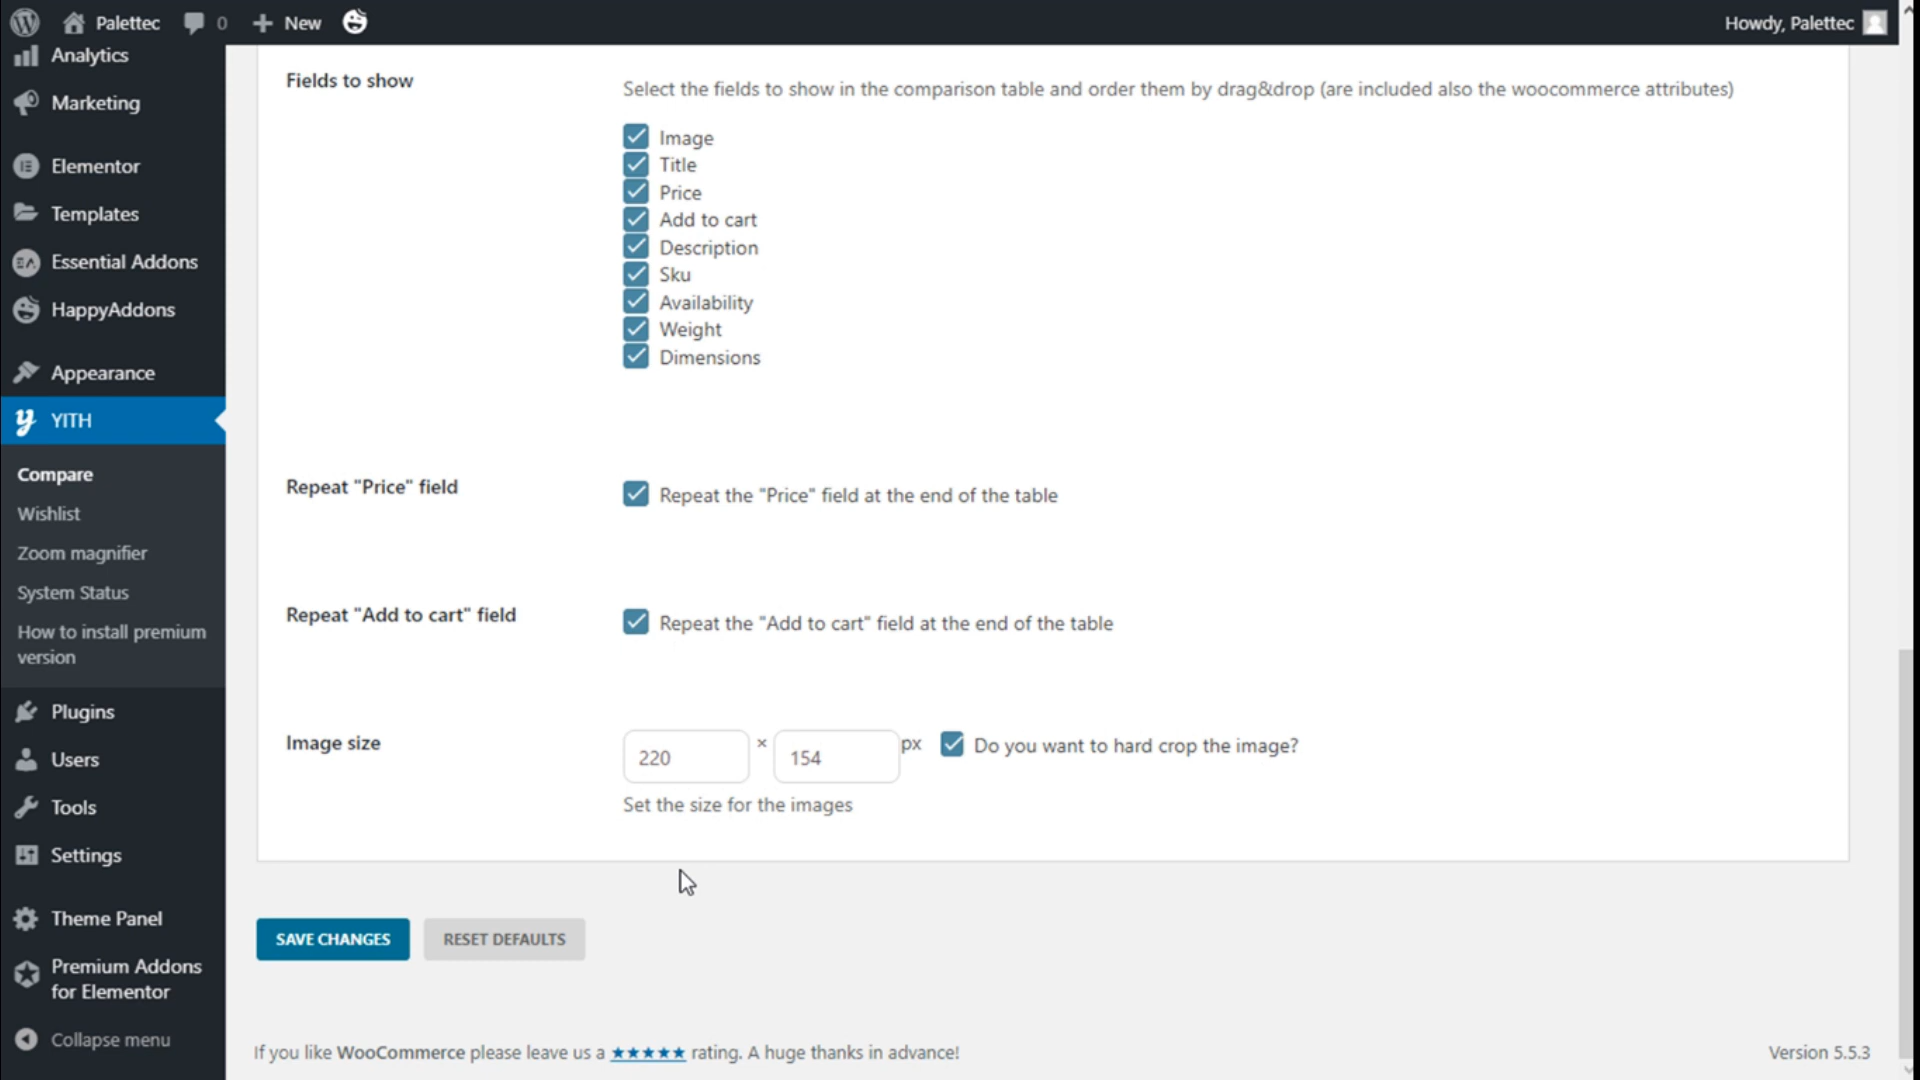 Palettec
0
New
Howdy, Palettec
Analytics
Marketing
Elementor
Templates
Essential Addons
HappyAddons
Appearance
YITH
Compare
Wishlist
Zoom magnifier
System Status
How to install premium
version
Plugins
Users
Tools
Settings
Theme Panel
Premium Addons
for Elementor
Collapse menu
Fields to show
Select the fields to show in the comparison table and order them by drag&drop (are included also the woocommerce attributes)
Image
Title
Price
Add to cart
Description
Sku
Availability
Weight
Dimensions
Repeat "Price" field
Repeat the "Price" field at the end of the table
Repeat "Add to cart" field
Repeat the "Add to cart" field at the end of the table
Image size
220 × 154 px Do you want to hard crop the image?
Set the size for the images
SAVE CHANGES
RESET DEFAULTS
If you like WooCommerce please leave us a ★★★★★ rating. A huge thanks in advance!
Version 5.5.3